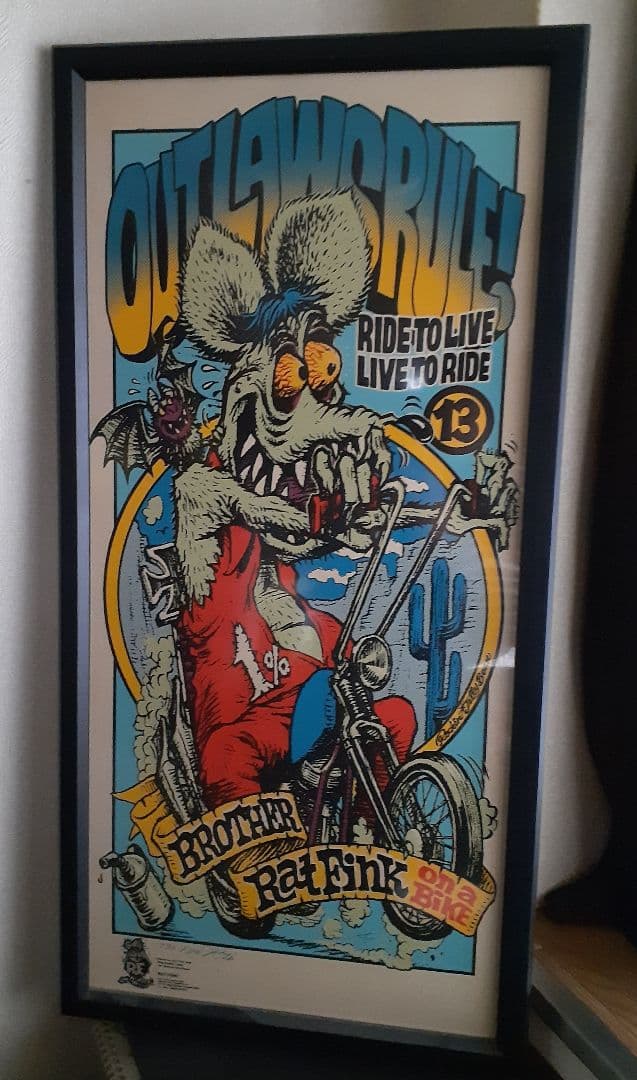 OUTLAWS RULE!
RIDE TO LIVE
LIVE TO RIDE
13
1%
BROTHER
Rat Fink on a
BiKE